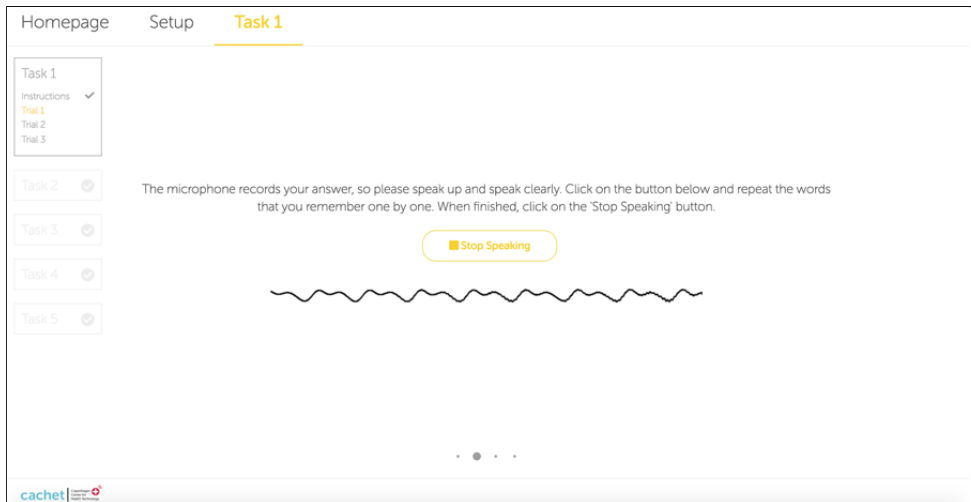 Homepage Setup Task 1
Task 1
Instructions
Trial 1
Trial 2
Trial 3
Task 2
Task 3
Task 4
Task 5
The microphone records your answer, so please speak up and speak clearly. Click on the button below and repeat the words
that you remember one by one. When finished, click on the 'Stop Speaking' button.
Stop Speaking
cachet